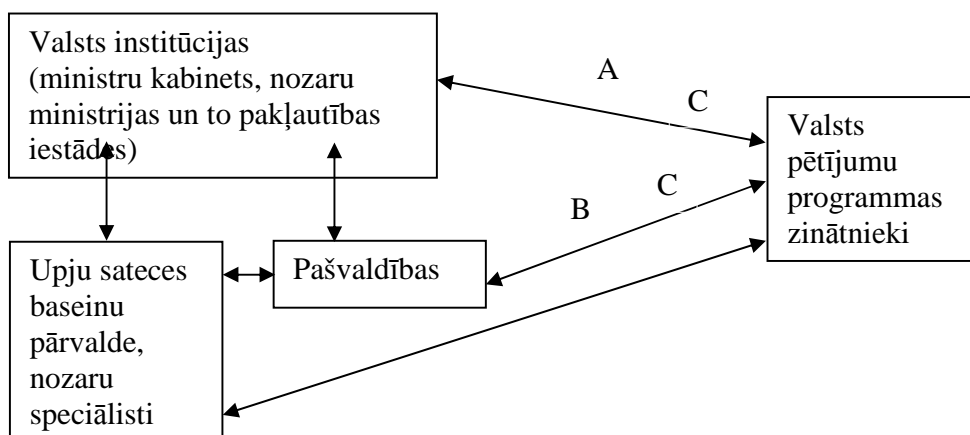 Valsts institūcijas
(ministru kabinets, nozaru
ministrijas un to pakļautības
iestādes)
A
C
Valsts
pētījumu
programmas
zinātnieki
C
B
Pašvaldības
Upju sateces
baseinu
pārvalde,
nozaru
speciālisti